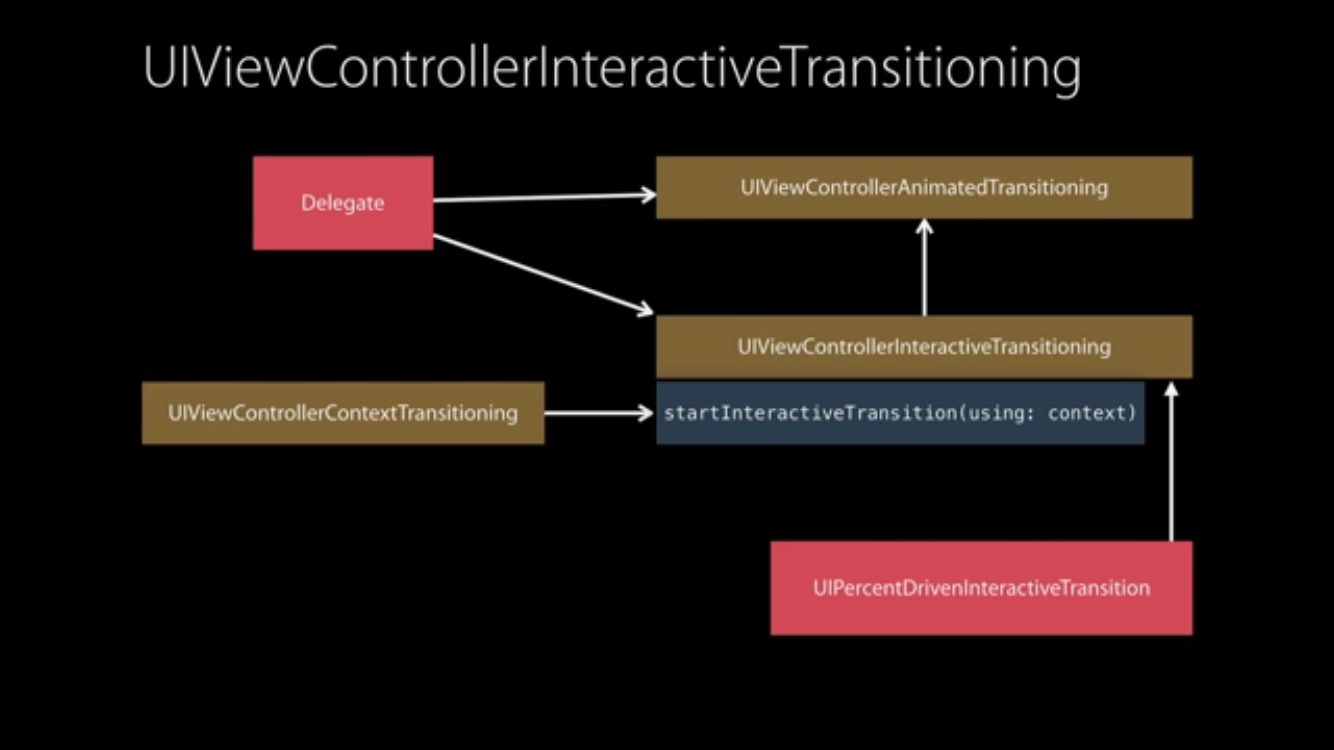 UIViewControllerInteractiveTransitioning
Delegate
UIViewControllerAnimatedTransitioning
UIViewControllerInteractiveTransitioning
UIViewControllerContextTransitioning
startInteractiveTransition(using: context)
UIPercentDrivenInteractiveTransition